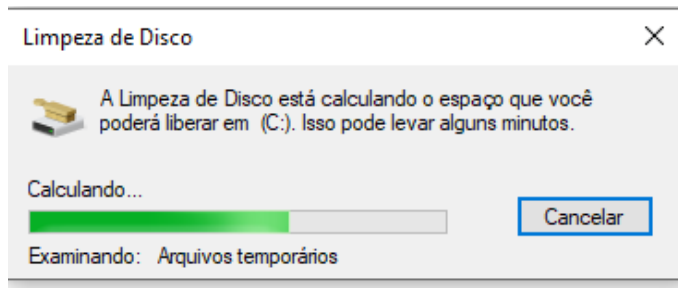 Limpeza de Disco
A Limpeza de Disco está calculando o espaço que você
poderá liberar em  (C:). Isso pode levar alguns minutos.
Calculando...
Cancelar
Examinando:   Arquivos temporários